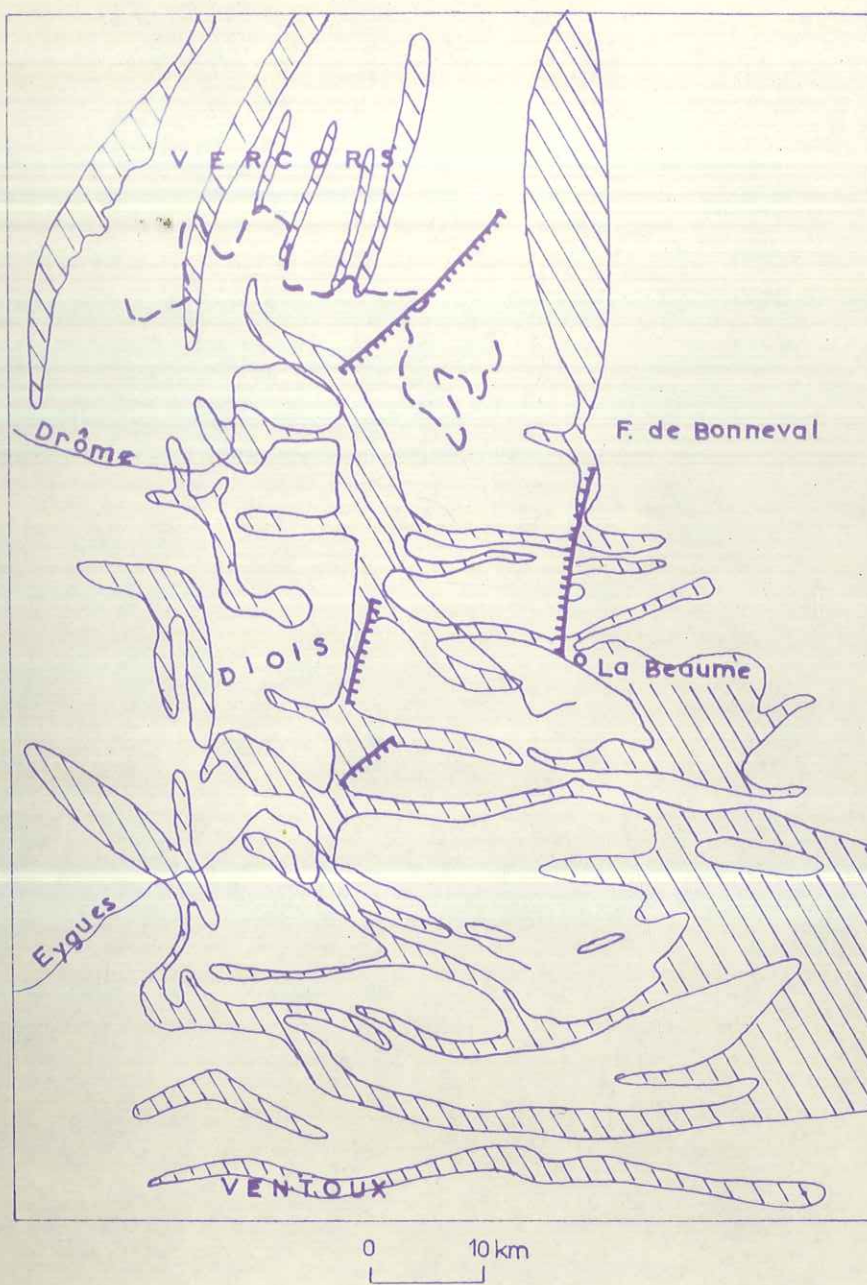 VERCORS
Drôme
F. de Bonneval
DIOIS
La Beaume
Eygues
VENTOUX
0 10 km